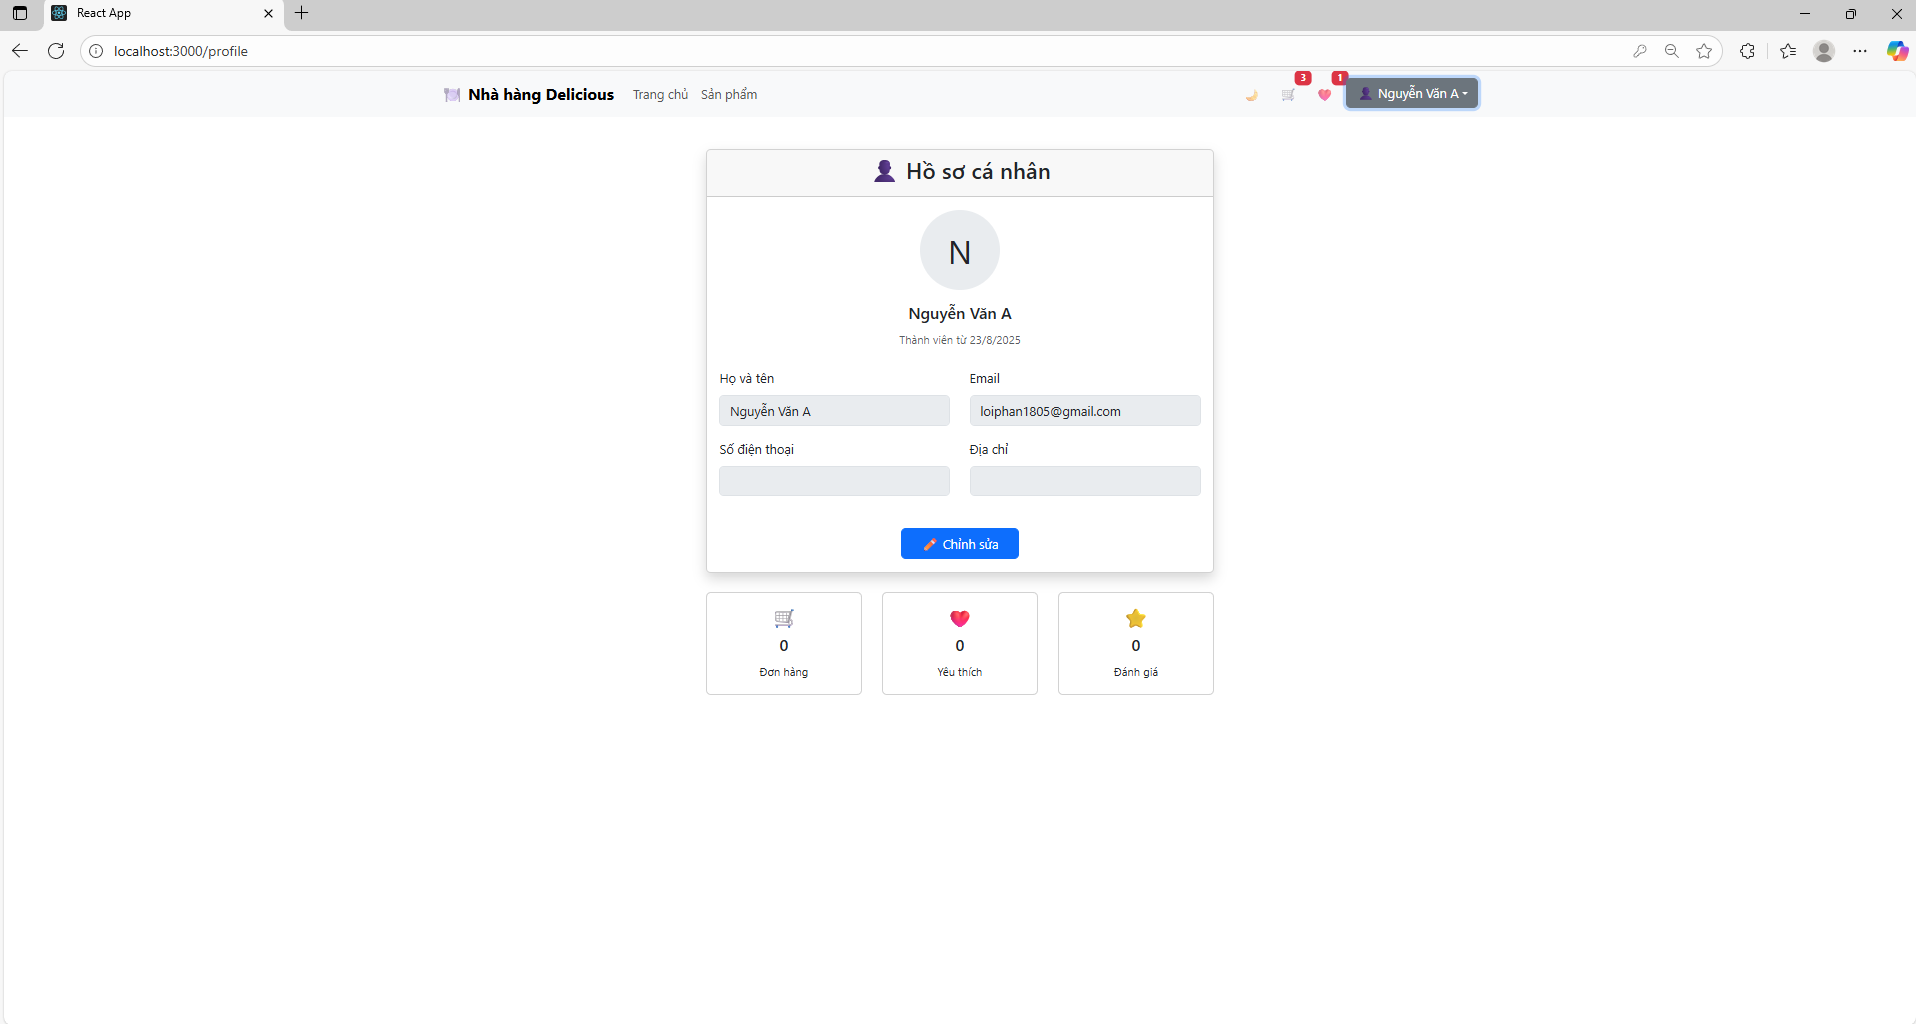 React App
localhost:3000/profile
Nhà hàng Delicious Trang chủ Sản phẩm 3 1 Nguyễn Văn A
Hồ sơ cá nhân
N
Nguyễn Văn A
Thành viên từ 23/8/2025
Họ và tên Email
Nguyễn Văn A loiphan1805@gmail.com
Số điện thoại Địa chỉ
Chỉnh sửa
0 0 0
Đơn hàng Yêu thích Đánh giá